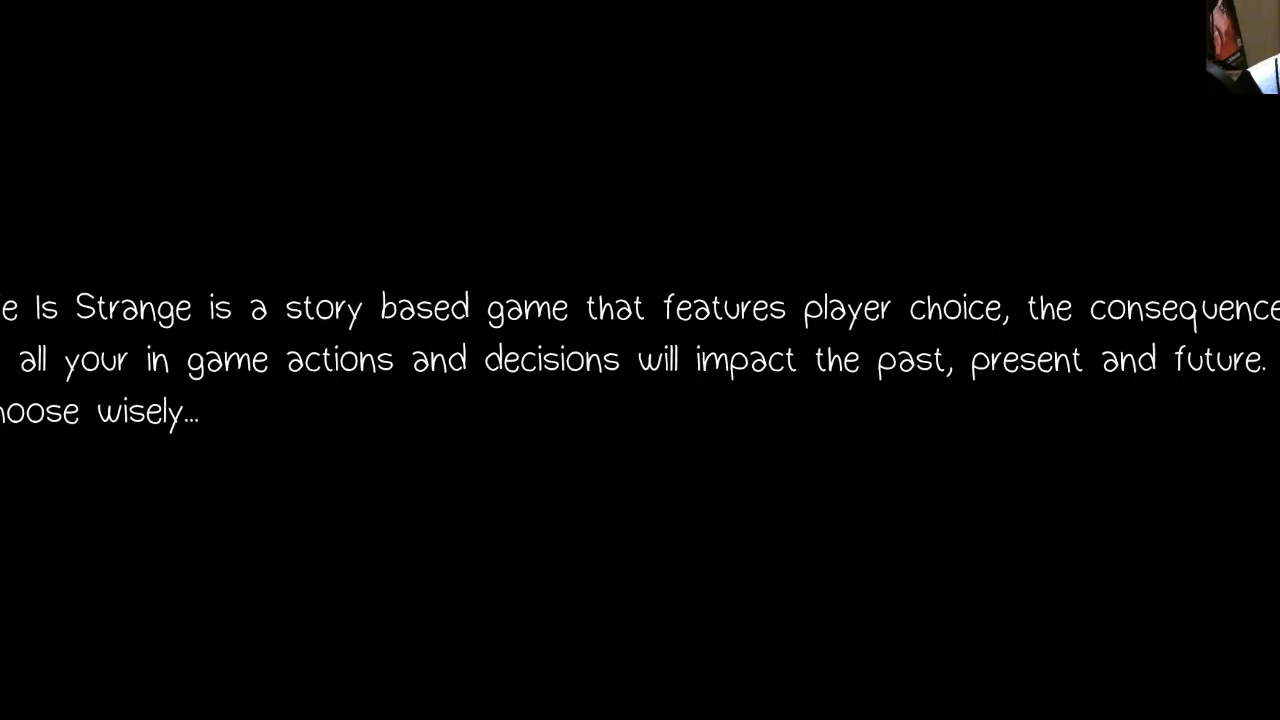 e Is Strange is a story based game that features player choice, the consequence
all your in game actions and decisions will impact the past, present and future.
hoose wisely...